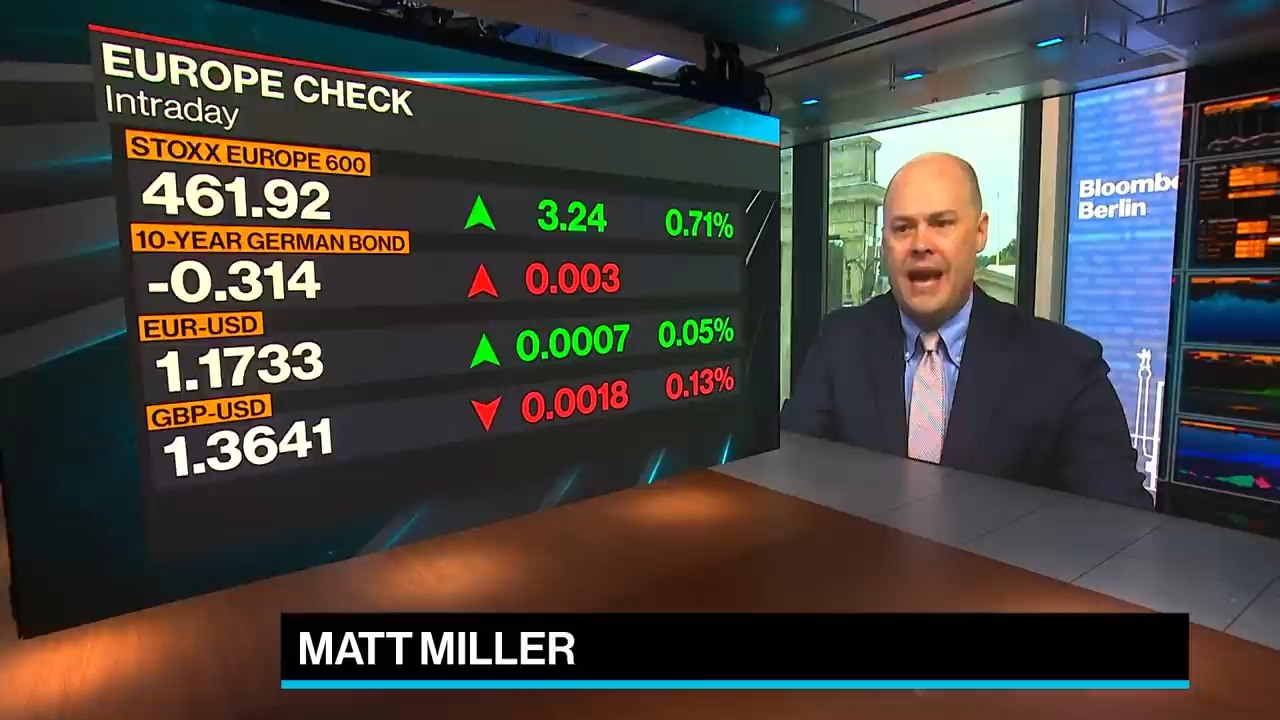 EUROPE CHECK
Intraday
STOXX EUROPE 600
461.92 3.24 0.71%
10-YEAR GERMAN BOND
-0.314 0.003
EUR-USD
1.1733 0.0007 0.05%
GBP-USD
1.3641 0.0018 0.13%
Bloombe
Berlin
MATT MILLER